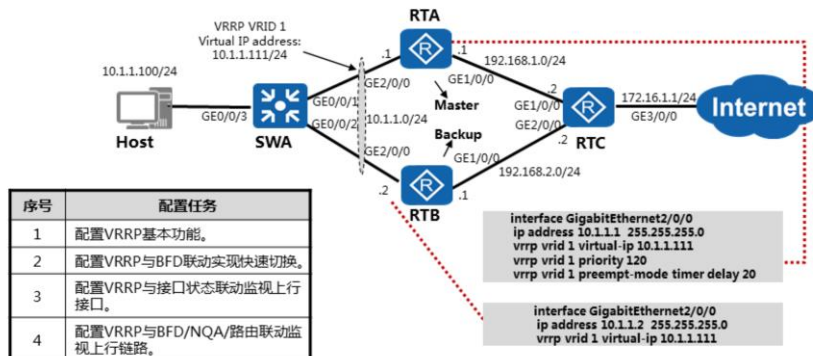 VRRP VRID 1
Virtual IP address:
10.1.1.111/24
RTA
.1
.1
192.168.1.0/24
10.1.1.100/24
GE2/0/0
GE1/0/0
.2
172.16.1.1/24
GE0/0/1
Master
GE1/0/0
Internet
GE0/0/3
GE0/0/2
10.1.1.0/24
GE2/0/0
GE3/0/0
Host
SWA
Backup
RTC
.2
GE2/0/0
GE1/0/0
192.168.2.0/24
.2
.1
RTB
序号 配置任务
1 配置VRRP基本功能。
2 配置VRRP与BFD联动实现快速切换。
3 配置VRRP与接口状态联动监视上行
接口。
4 配置VRRP与BFD/NQA/路由联动监
视上行链路。
interface GigabitEthernet2/0/0
ip address 10.1.1.1 255.255.255.0
vrrp vrid 1 virtual-ip 10.1.1.111
vrrp vrid 1 priority 120
vrrp vrid 1 preempt-mode timer delay 20
interface GigabitEthernet2/0/0
ip address 10.1.1.2 255.255.255.0
vrrp vrid 1 virtual-ip 10.1.1.111
R
R
R